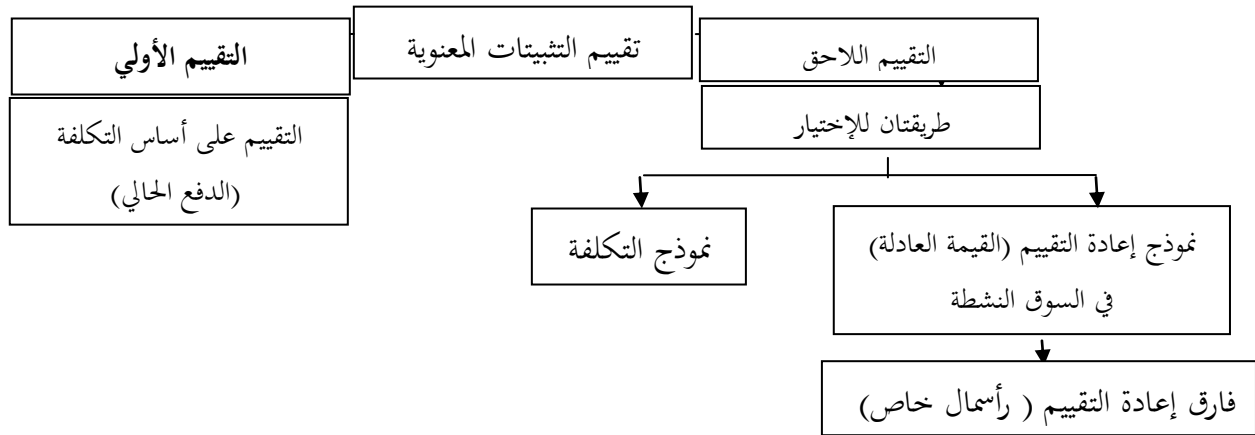 تقييم التثبيتات المعنوية
التقييم اللاحق
التقييم الأولي
طريقتان للإختيار
التقييم على أساس التكلفة
(الدفع الحالي)
نموذج إعادة التقييم (القيمة العادلة)
في السوق النشطة
نموذج التكلفة
فارق إعادة التقييم ( رأسمال خاص)